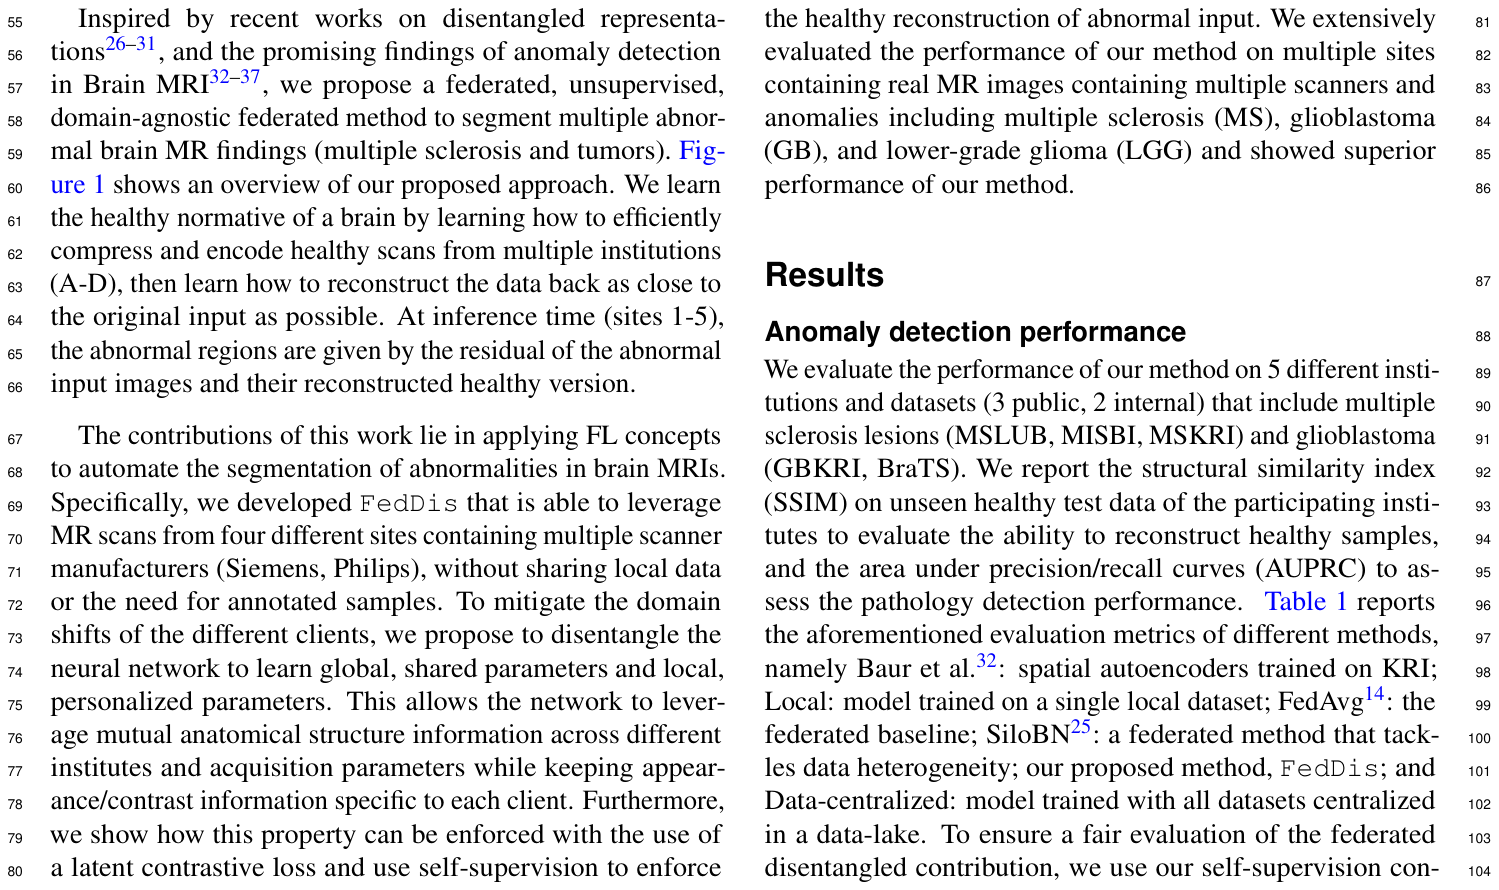 55 Inspired by recent works on disentangled representa-
56 tions26–31, and the promising findings of anomaly detection
57 in Brain MRI32–37, we propose a federated, unsupervised,
58 domain-agnostic federated method to segment multiple abnor-
59 mal brain MR findings (multiple sclerosis and tumors). Fig-
60 ure 1 shows an overview of our proposed approach. We learn
61 the healthy normative of a brain by learning how to efficiently
62 compress and encode healthy scans from multiple institutions
63 (A-D), then learn how to reconstruct the data back as close to
64 the original input as possible. At inference time (sites 1-5),
65 the abnormal regions are given by the residual of the abnormal
66 input images and their reconstructed healthy version.
67 The contributions of this work lie in applying FL concepts
68 to automate the segmentation of abnormalities in brain MRIs.
69 Specifically, we developed FedDis that is able to leverage
70 MR scans from four different sites containing multiple scanner
71 manufacturers (Siemens, Philips), without sharing local data
72 or the need for annotated samples. To mitigate the domain
73 shifts of the different clients, we propose to disentangle the
74 neural network to learn global, shared parameters and local,
75 personalized parameters. This allows the network to lever-
76 age mutual anatomical structure information across different
77 institutes and acquisition parameters while keeping appear-
78 ance/contrast information specific to each client. Furthermore,
79 we show how this property can be enforced with the use of
80 a latent contrastive loss and use self-supervision to enforce
the healthy reconstruction of abnormal input. We extensively 81
evaluated the performance of our method on multiple sites 82
containing real MR images containing multiple scanners and 83
anomalies including multiple sclerosis (MS), glioblastoma 84
(GB), and lower-grade glioma (LGG) and showed superior 85
performance of our method. 86
Results 87
Anomaly detection performance 88
We evaluate the performance of our method on 5 different insti- 89
tutions and datasets (3 public, 2 internal) that include multiple 90
sclerosis lesions (MSLUB, MISBI, MSKRI) and glioblastoma 91
(GBKRI, BraTS). We report the structural similarity index 92
(SSIM) on unseen healthy test data of the participating insti- 93
tutes to evaluate the ability to reconstruct healthy samples, 94
and the area under precision/recall curves (AUPRC) to as- 95
sess the pathology detection performance. Table 1 reports 96
the aforementioned evaluation metrics of different methods, 97
namely Baur et al.32: spatial autoencoders trained on KRI; 98
Local: model trained on a single local dataset; FedAvg14: the 99
federated baseline; SiloBN25: a federated method that tack- 100
les data heterogeneity; our proposed method, FedDis; and 101
Data-centralized: model trained with all datasets centralized 102
in a data-lake. To ensure a fair evaluation of the federated 103
disentangled contribution, we use our self-supervision con- 104